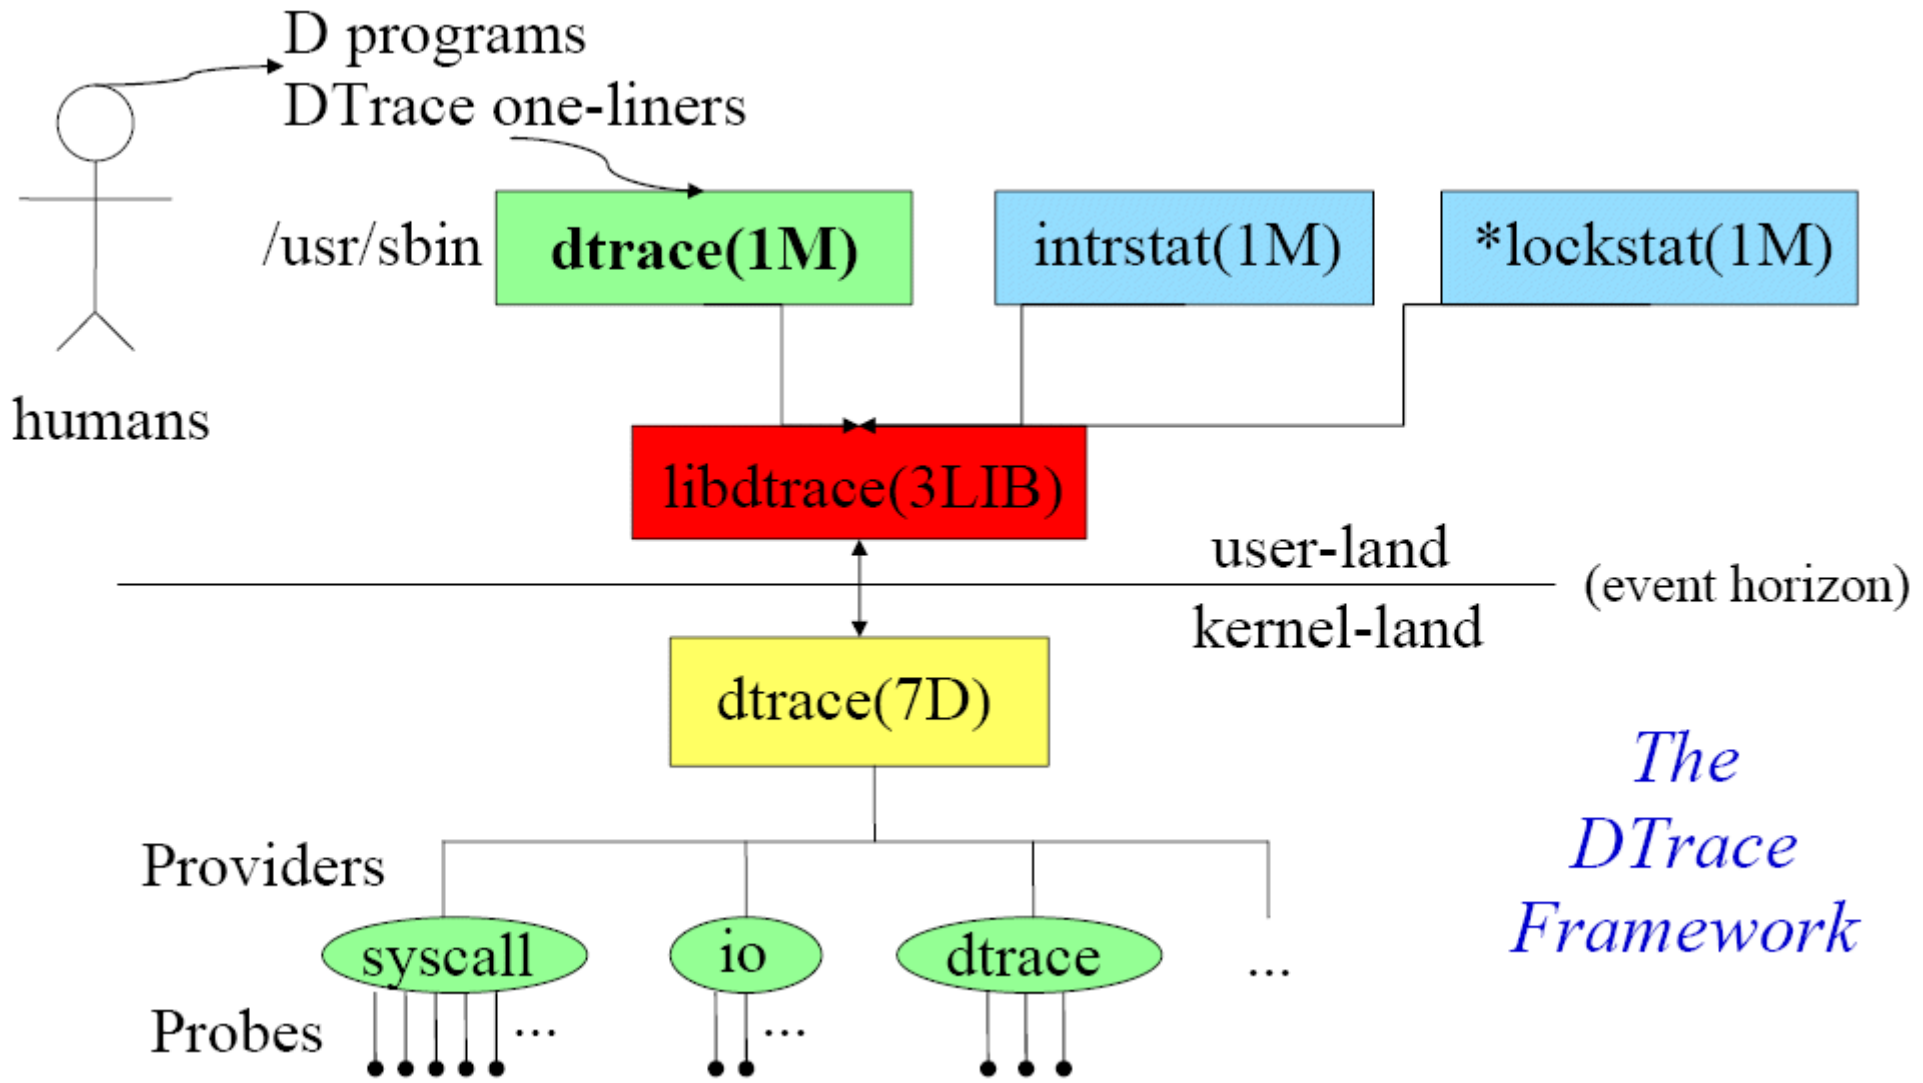 D programs
DTrace one-liners
/usr/sbin
dtrace(1M)
intrstat(1M)
*lockstat(1M)
humans
libdtrace(3LIB)
user-land
(event horizon)
kernel-land
dtrace(7D)
The
DTrace
Framework
Providers
syscall
io
dtrace
...
Probes
...
...